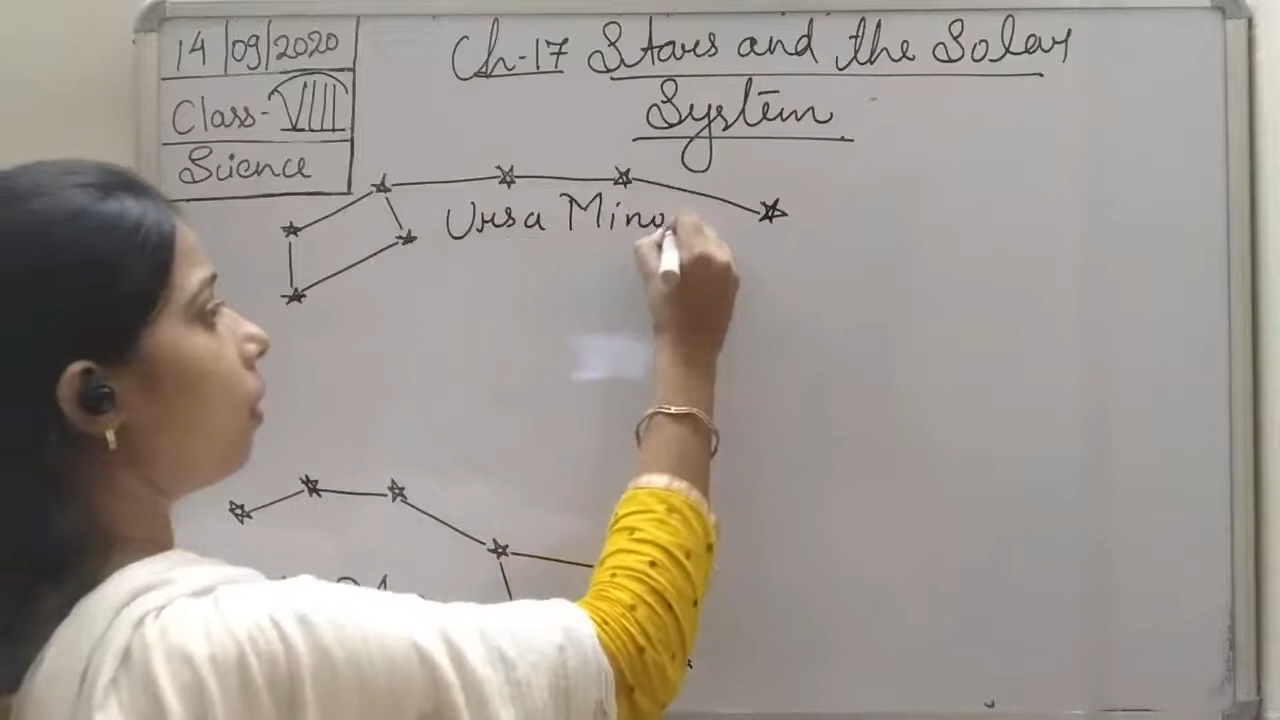 14/09/2020
Class-VIII
Science
Ch-17 Stars and the Solar
System
Ursa Mino